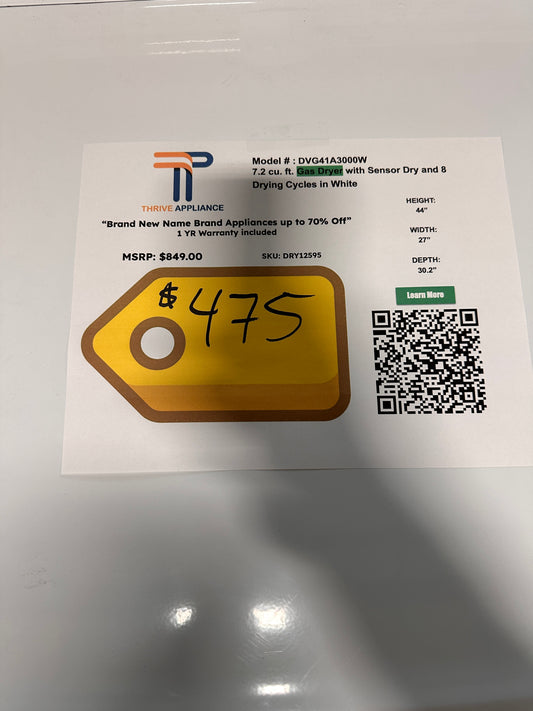 TP
THRIVE APPLIANCE
Model # : DVG41A3000W
7.2 cu. ft. Gas Dryer with Sensor Dry and 8
Drying Cycles in White
"Brand New Name Brand Appliances up to 70% Off"
1 YR Warranty included
MSRP: $849.00
SKU: DRY12595
HEIGHT:
44"
WIDTH:
27"
DEPTH:
30.2"
Learn More
$475